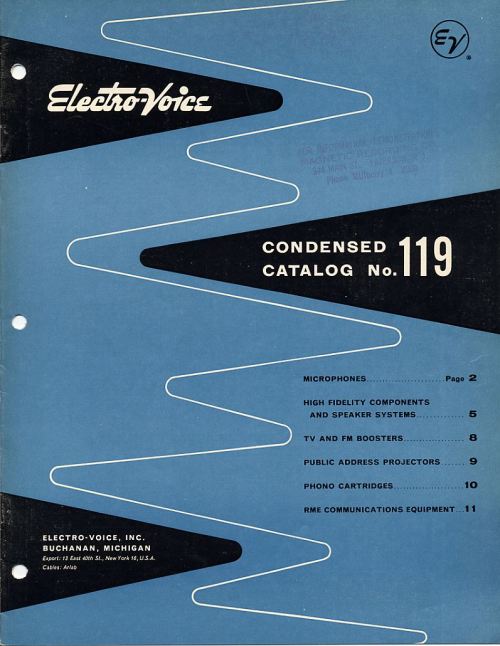 EV
®
Electro-Voice
MAGNETIC RECORDING
CONDENSED
CATALOG No. 119
MICROPHONES.......................Page 2
HIGH FIDELITY COMPONENTS
AND SPEAKER SYSTEMS.............5
TV AND FM BOOSTERS................8
PUBLIC ADDRESS PROJECTORS......9
PHONO CARTRIDGES..................10
RME COMMUNICATIONS EQUIPMENT...11
ELECTRO-VOICE, INC.
BUCHANAN, MICHIGAN
Export: 13 East 40th St., New York 16, U.S.A.
Cables: Arlab